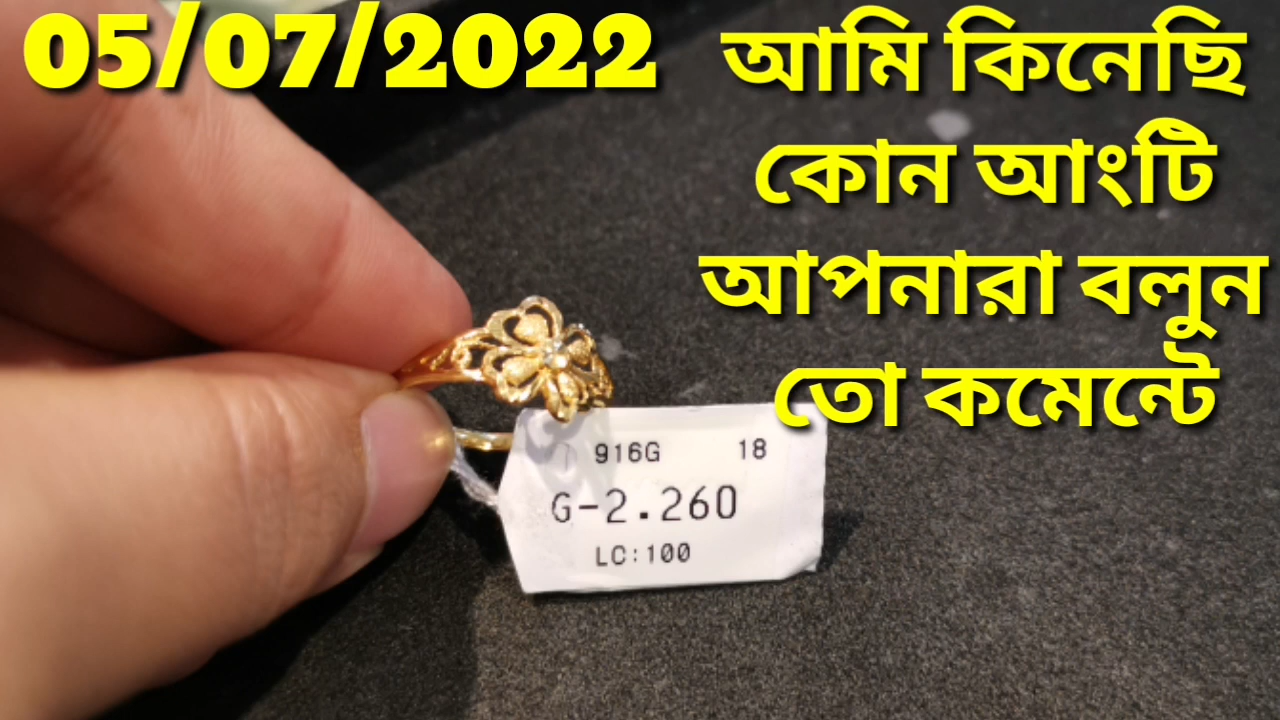 05/07/2022
আমি কিনেছি
কোন আংটি
আপনারা বলুন
তো কমেন্টে
916G 18
G-2.260
LC:100